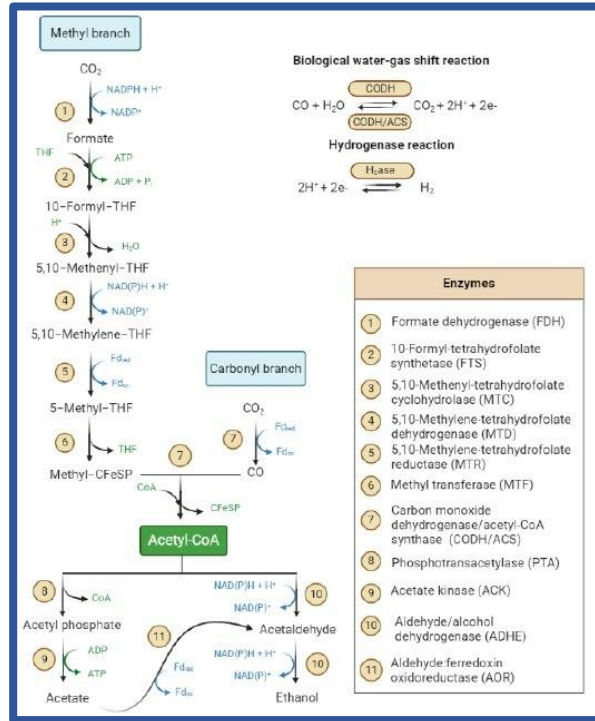 Methyl branch
CO₂
NADPH + H⁺
1
NADP⁺
Formate
THF
ATP
2
ADP + Pᵢ
10-Formyl-THF
H⁺
3
H₂O
5,10-Methenyl-THF
NAD(P)H + H⁺
4
NAD(P)⁺
5,10-Methylene-THF
Fd_red
5
Fd_ox
5-Methyl-THF
6
THF
Methyl-CFeSP
Carbonyl branch
CO₂
7
Fd_red
Fd_ox
CO
7
CoA
CFeSP
Acetyl-CoA
8
CoA
Acetyl phosphate
9
ADP
ATP
Acetate
11
Fd_red
Fd_ox
NAD(P)H + H⁺
10
NAD(P)⁺
Acetaldehyde
NAD(P)H + H⁺
10
NAD(P)⁺
Ethanol
Biological water-gas shift reaction
CODH
CO + H₂O CO₂ + 2H⁺ + 2e-
CODH/ACS
Hydrogenase reaction
H₂ase
2H⁺ + 2e- H₂
Enzymes
1 Formate dehydrogenase (FDH)
2 10-Formyl-tetrahydrofolate
synthetase (FTS)
3 5,10-Methenyl-tetrahydrofolate
cyclohydrolase (MTC)
4 5,10-Methylene-tetrahydrofolate
dehydrogenase (MTD)
5 5,10-Methylene-tetrahydrofolate
reductase (MTR)
6 Methyl transferase (MTF)
7 Carbon monoxide
dehydrogenase/acetyl-CoA
synthase (CODH/ACS)
8 Phosphotransacetylase (PTA)
9 Acetate kinase (ACK)
10 Aldehyde/alcohol
dehydrogenase (ADHE)
11 Aldehyde:ferredoxin
oxidoreductase (AOR)